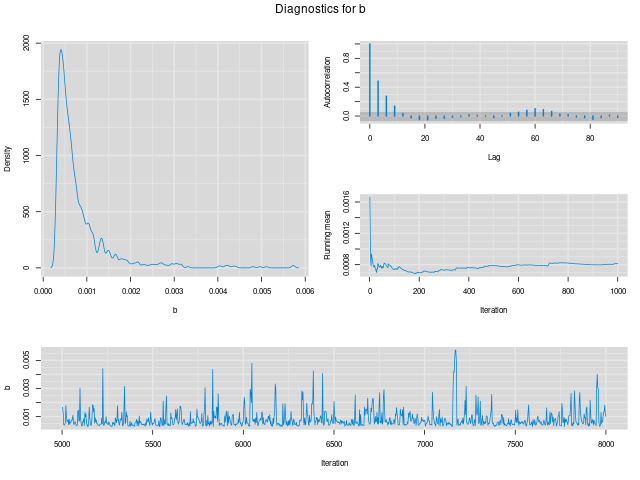 Diagnostics for b
Density
0 500 1000 1500 2000
0.000 0.001 0.002 0.003 0.004 0.005 0.006
b
Autocorrelation
0.0 0.4 0.8
0 20 40 60 80
Lag
Running mean
0.0008 0.0012 0.0016
0 200 400 600 800 1000
Iteration
b
0.001 0.003 0.005
5000 5500 6000 6500 7000 7500 8000
Iteration